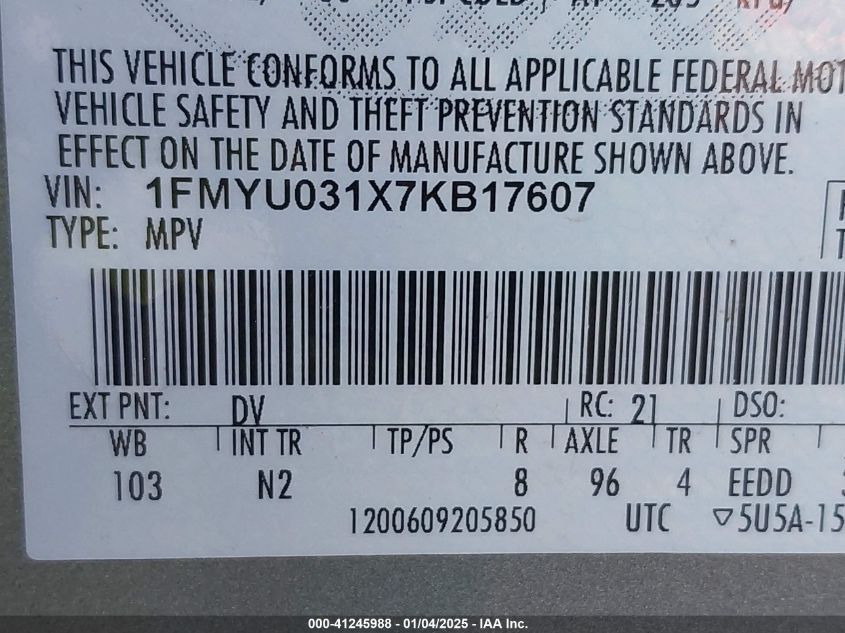 THIS VEHICLE CONFORMS TO ALL APPLICABLE FEDERAL MOT
VEHICLE SAFETY AND THEFT PREVENTION STANDARDS IN
EFFECT ON THE DATE OF MANUFACTURE SHOWN ABOVE.
VIN: 1FMYU031X7KB17607
TYPE: MPV
EXT PNT: DV RC: 21 DSO:
WB INT TR TP/PS R AXLE TR SPR
103 N2 8 96 4 EEDD
1200609205850 UTC ▽5U5A-15
000-41245988 - 01/04/2025 - IAA Inc.